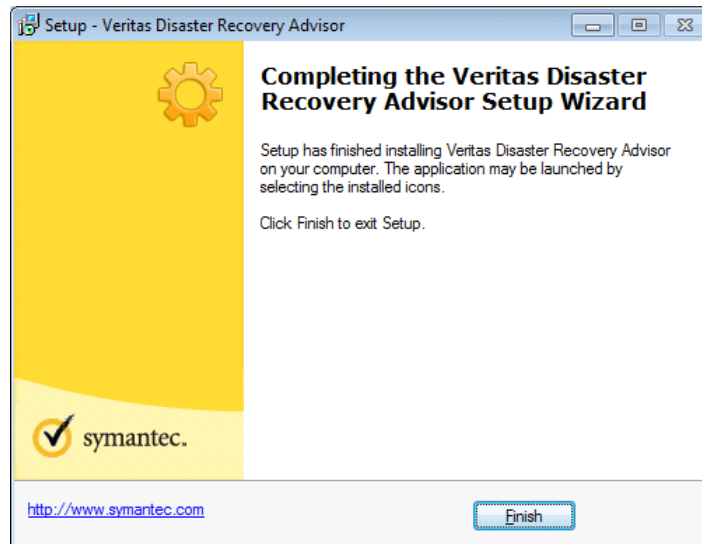 Setup - Veritas Disaster Recovery Advisor
Completing the Veritas Disaster
Recovery Advisor Setup Wizard
Setup has finished installing Veritas Disaster Recovery Advisor
on your computer. The application may be launched by
selecting the installed icons.
Click Finish to exit Setup.
symantec.
http://www.symantec.com
Finish